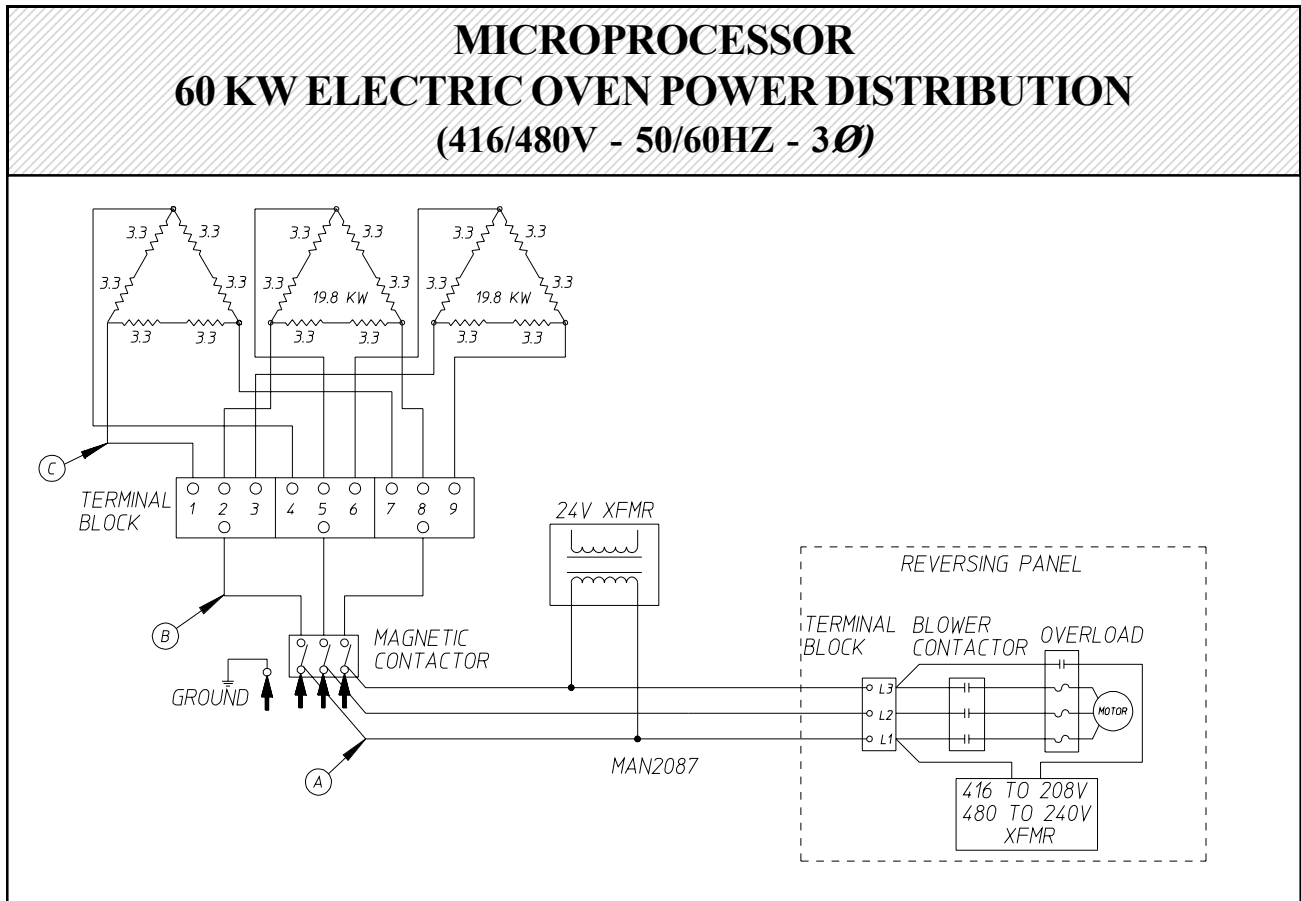 MICROPROCESSOR
60 KW ELECTRIC OVEN POWER DISTRIBUTION
(416/480V - 50/60HZ - 3Ø)
3.3 3.3 3.3 3.3 3.3 3.3
3.3 3.3 3.3 3.3 3.3 3.3
19.8 KW 19.8 KW
3.3 3.3 3.3 3.3 3.3 3.3
C
TERMINAL
BLOCK
1 2 3 4 5 6 7 8 9
24V XFMR
B
MAGNETIC
CONTACTOR
GROUND
A
MAN2087
REVERSING PANEL
TERMINAL
BLOCK
BLOWER
CONTACTOR
OVERLOAD
L3
L2
L1
MOTOR
416 TO 208V
480 TO 240V
XFMR